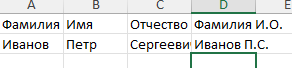 A B C D E
Фамилия Имя Отчество Фамилия И.О.
Иванов Петр Сергееви Иванов П.С.